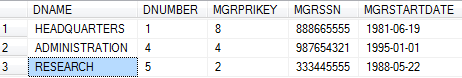 DNAME DNUMBER MGRPRIKEY MGRSSN MGRSTARTDATE
1 HEADQUARTERS 1 8 888665555 1981-06-19
2 ADMINISTRATION 4 4 987654321 1995-01-01
3 RESEARCH 5 2 333445555 1988-05-22